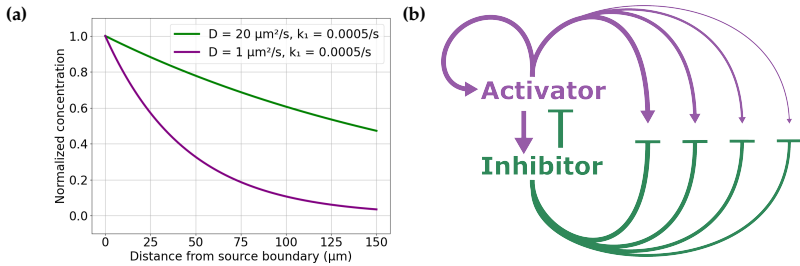 (a)
D = 20 μm²/s, k₁ = 0.0005/s
D = 1 μm²/s, k₁ = 0.0005/s
Normalized concentration
1.0
0.8
0.6
0.4
0.2
0.0
0 25 50 75 100 125 150
Distance from source boundary (μm)
(b)
Activator
Inhibitor